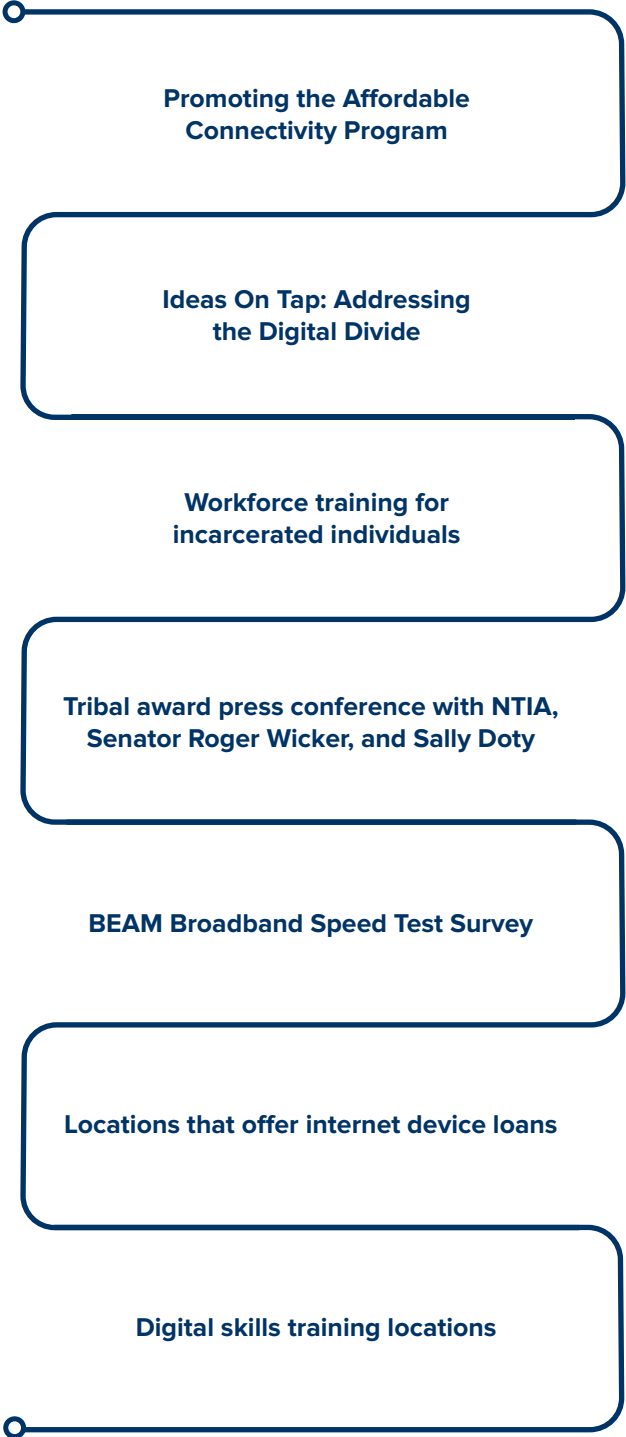 Promoting the Affordable
Connectivity Program
Ideas On Tap: Addressing
the Digital Divide
Workforce training for
incarcerated individuals
Tribal award press conference with NTIA,
Senator Roger Wicker, and Sally Doty
BEAM Broadband Speed Test Survey
Locations that offer internet device loans
Digital skills training locations